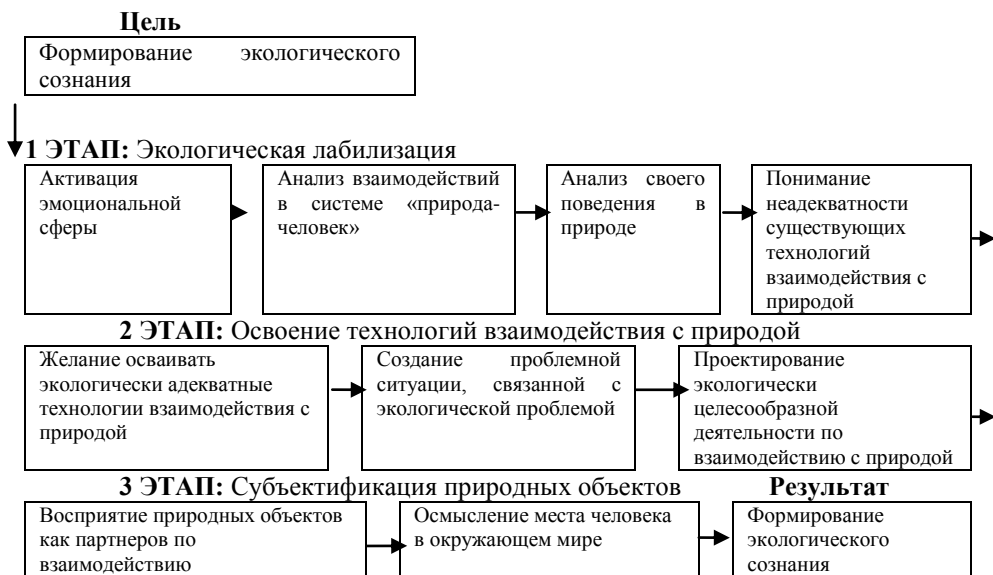 Цель
Формирование экологического
сознания
1 ЭТАП: Экологическая лабилизация
Активация
эмоциональной
сферы
Анализ взаимодействий
в системе «природа-
человек»
Анализ своего
поведения в
природе
Понимание
неадекватности
существующих
технологий
взаимодействия с
природой
2 ЭТАП: Освоение технологий взаимодействия с природой
Желание осваивать
экологически адекватные
технологии взаимодействия с
природой
Создание проблемной
ситуации, связанной с
экологической проблемой
Проектирование
экологически
целесообразной
деятельности по
взаимодействию с природой
3 ЭТАП: Субъектификация природных объектов
Результат
Восприятие природных объектов
как партнеров по
взаимодействию
Осмысление места человека
в окружающем мире
Формирование
экологического
сознания